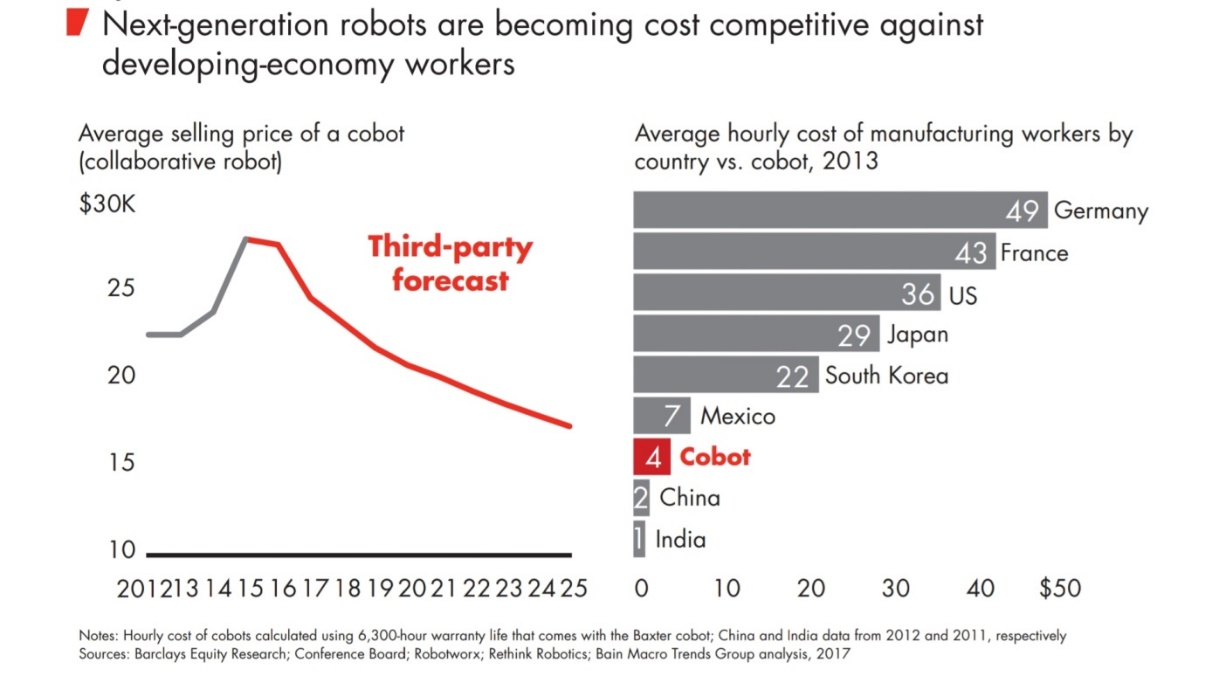 Next-generation robots are becoming cost competitive against
developing-economy workers
Average selling price of a cobot
(collaborative robot)
$30K
25
20
15
10
Third-party
forecast
2012 13 14 15 16 17 18 19 20 21 22 23 24 25
Average hourly cost of manufacturing workers by
country vs. cobot, 2013
49 Germany
43 France
36 US
29 Japan
22 South Korea
7 Mexico
4 Cobot
2 China
1 India
0 10 20 30 40 $50
Notes: Hourly cost of cobots calculated using 6,300-hour warranty life that comes with the Baxter cobot; China and India data from 2012 and 2011, respectively
Sources: Barclays Equity Research; Conference Board; Robotworx; Rethink Robotics; Bain Macro Trends Group analysis, 2017